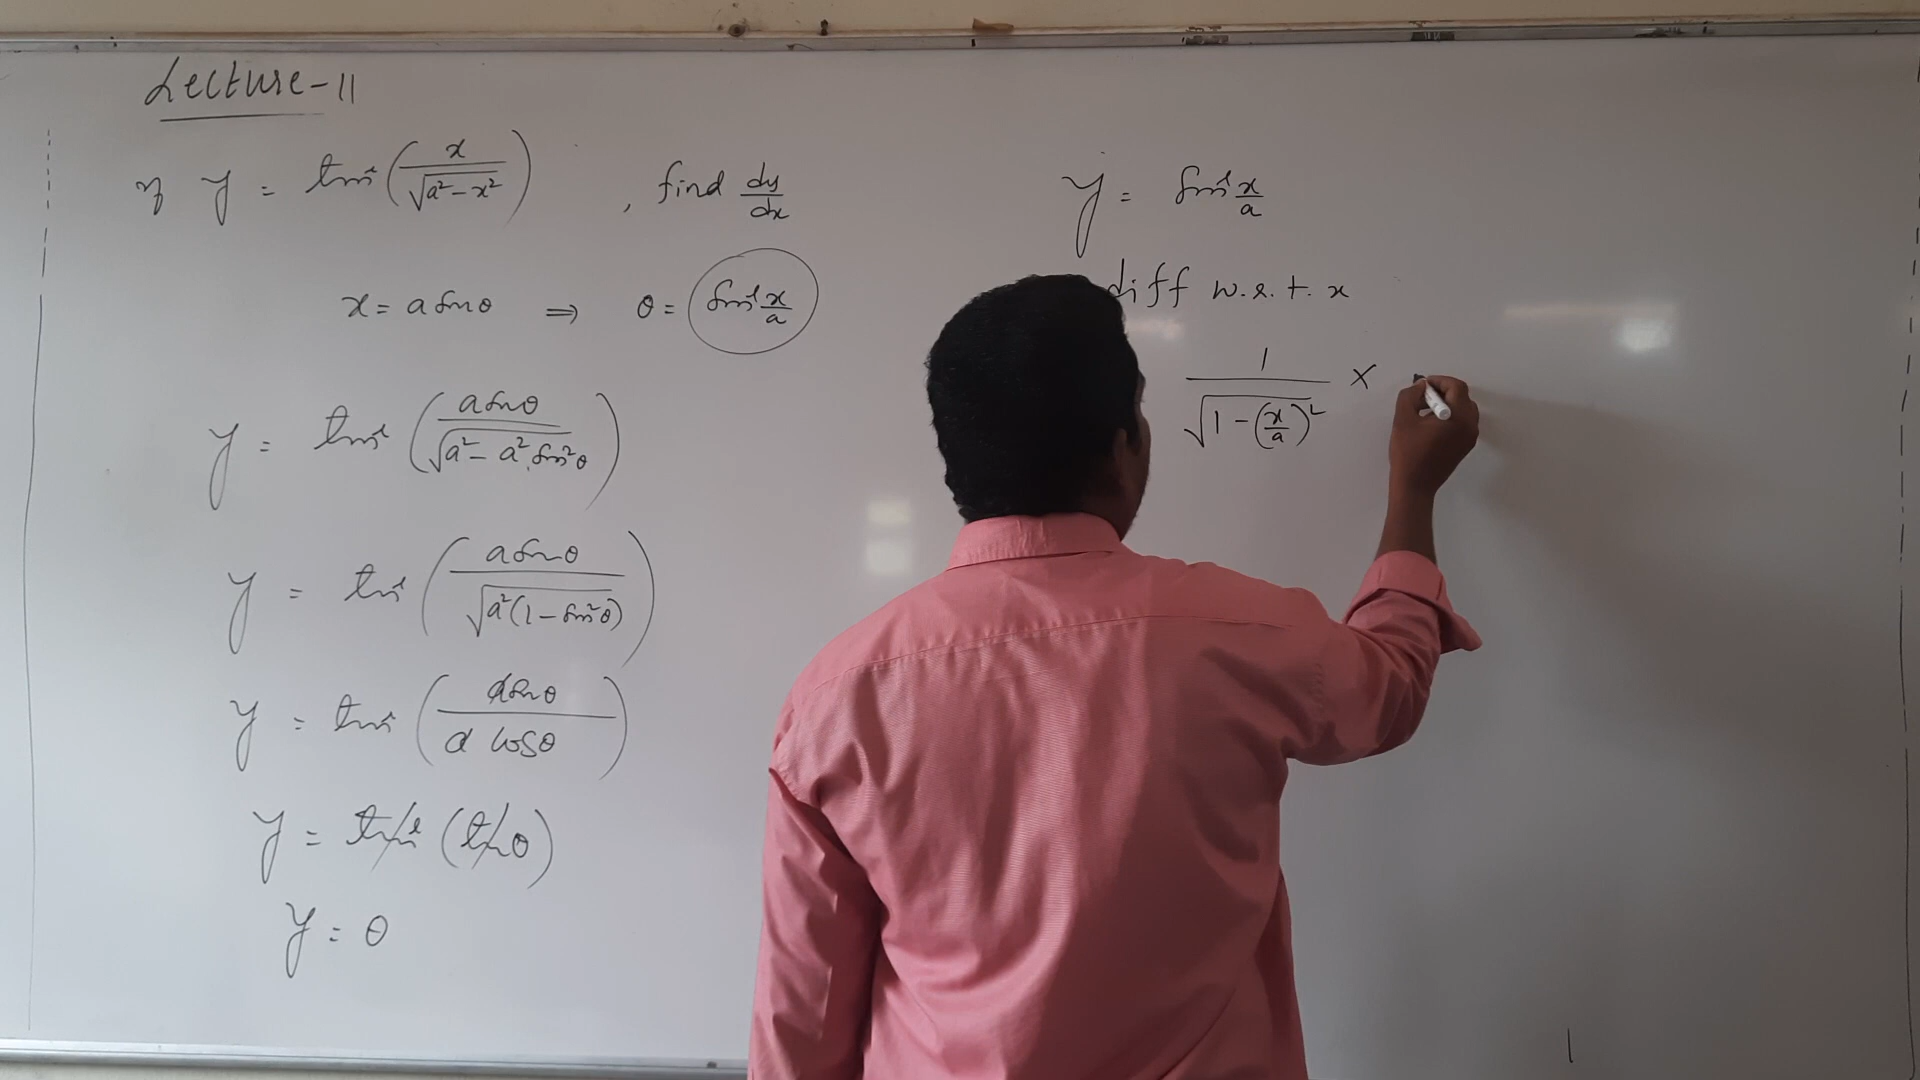 Lecture-11
If y = tan⁻¹(x/√(a²-x²)), find dy/dx
x = a sinθ ⇒ θ = sin⁻¹ x/a
y = tan⁻¹(a sinθ/√(a²-a².sin²θ))
y = tan⁻¹(a sinθ/√(a²(1-sin²θ)))
y = tan⁻¹(a sinθ/a cosθ)
y = tan⁻¹(tanθ)
y = θ
y = sin⁻¹ x/a
diff w.r.t. x
1/√(1-(x/a)²) ×